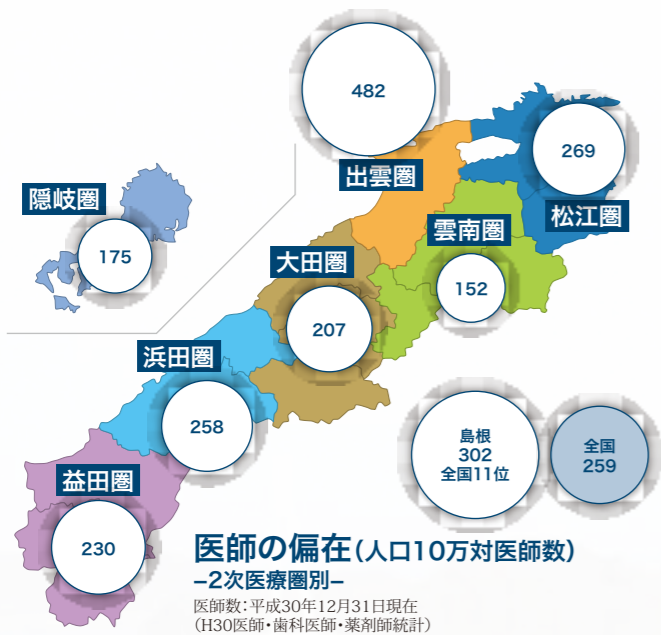 482
出雲圏
269
松江圏
隠岐圏
175
雲南圏
152
大田圏
207
浜田圏
258
島根
302
全国11位
全国
259
益田圏
230
医師の偏在(人口10万対医師数)
–2次医療圏別–
医師数:平成30年12月31日現在
(H30医師・歯科医師・薬剤師統計)